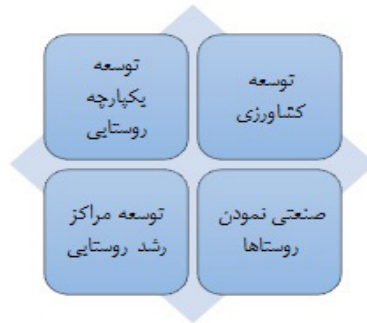 توسعه
کشاورزی
توسعه
یکپارچه
روستایی
صنعتی نمودن
روستاها
توسعه مراکز
رشد روستایی